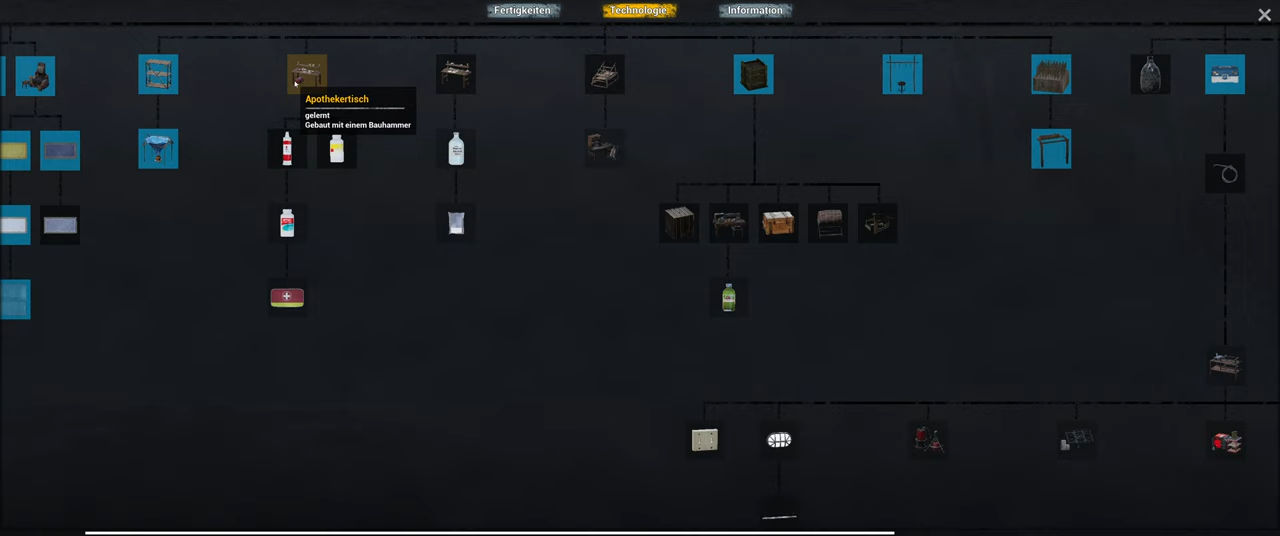 Fertigkeiten
Technologie
Information
Apothekertisch
gelernt
Gebaut mit einem Bauhammer